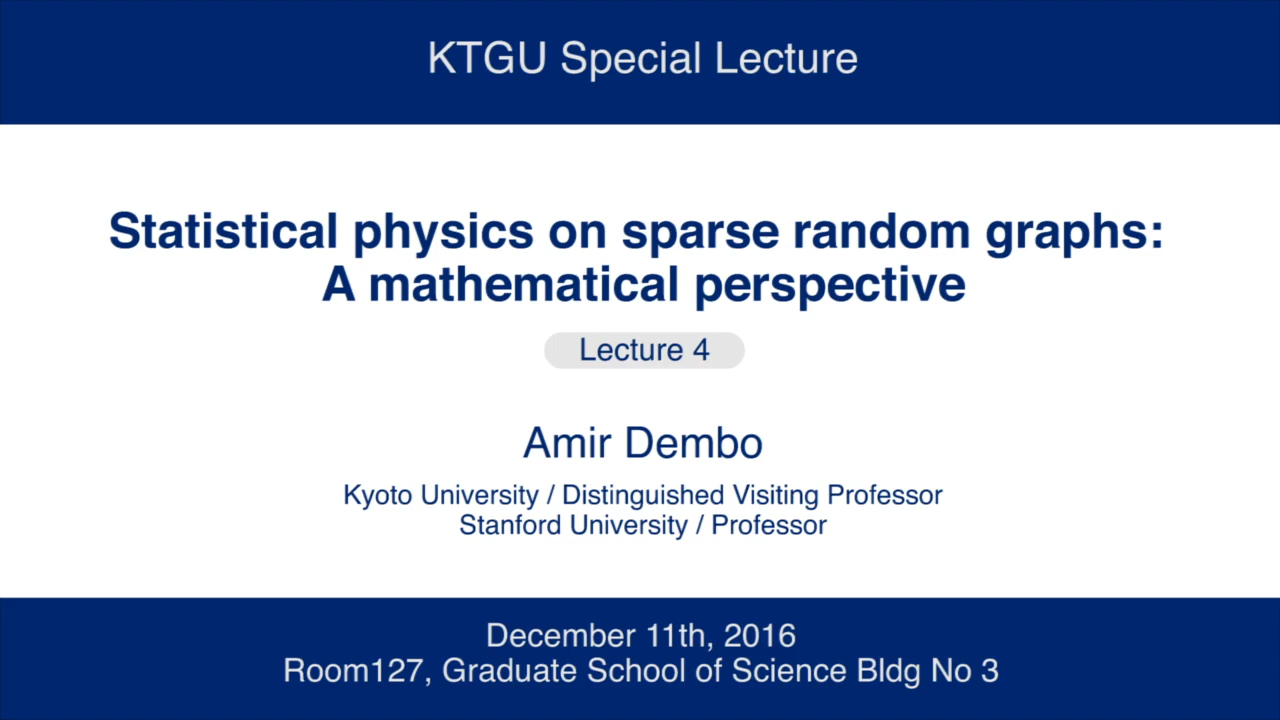 KTGU Special Lecture
Statistical physics on sparse random graphs:
A mathematical perspective
Lecture 4
Amir Dembo
Kyoto University / Distinguished Visiting Professor
Stanford University / Professor
December 11th, 2016
Room127, Graduate School of Science Bldg No 3